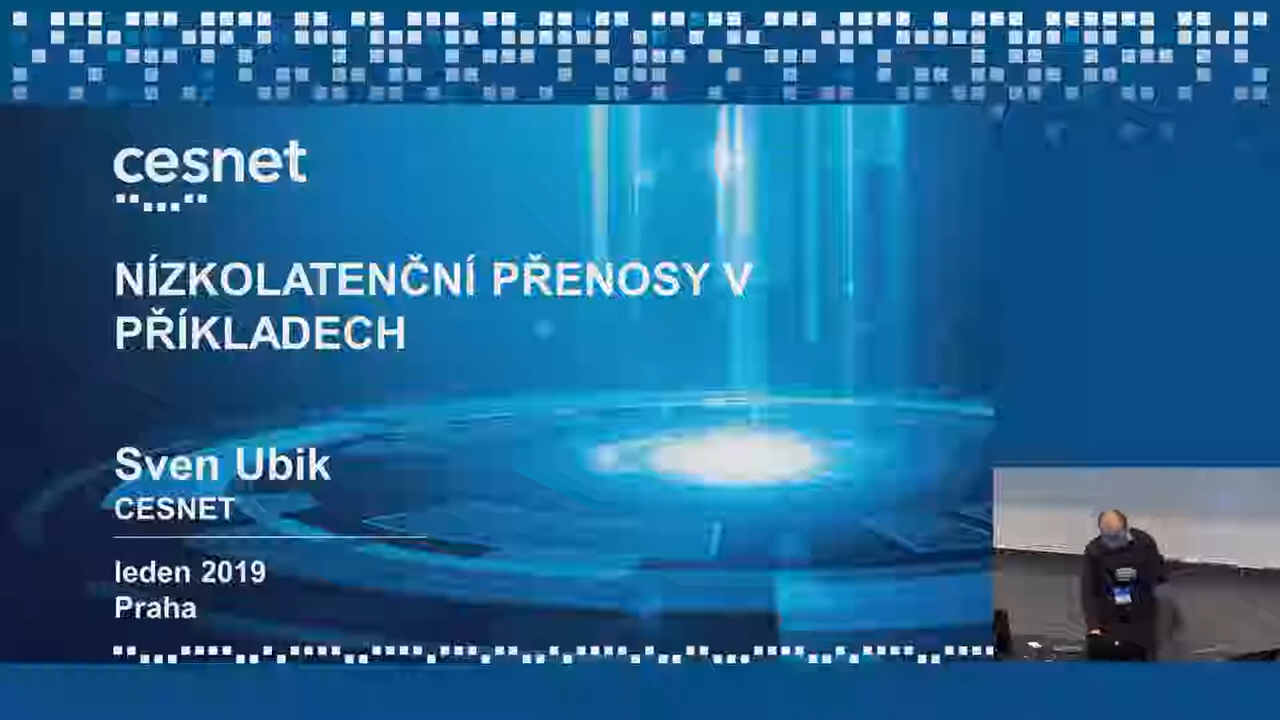 cesnet
NÍZKOLATENČNÍ PŘENOSY V
PŘÍKLADECH
Sven Ubik
CESNET
leden 2019
Praha